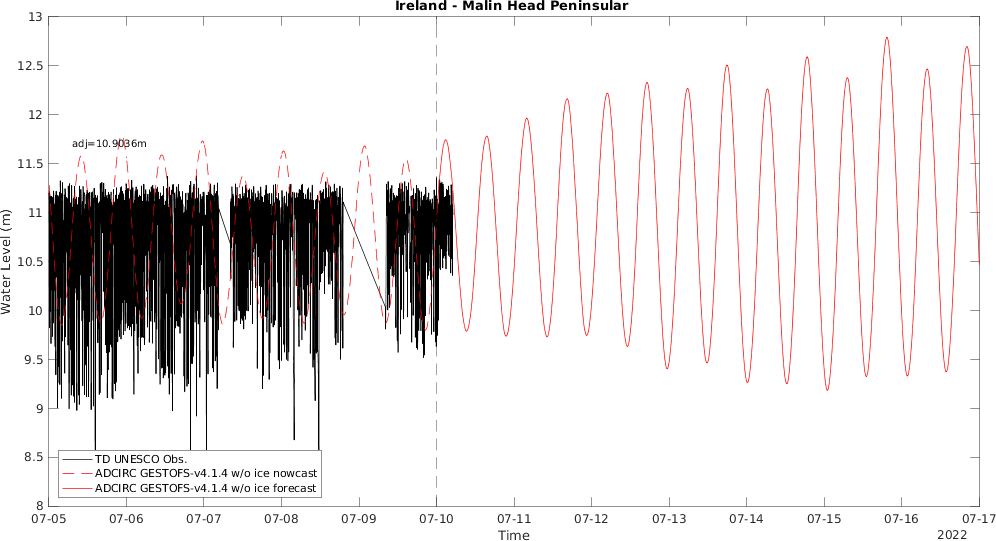 Ireland - Malin Head Peninsular
13
12.5
12
11.5
11
10.5
10
9.5
9
8.5
8
Water Level (m)
adj=10.9036m
TD UNESCO Obs.
ADCIRC GESTOFS-v4.1.4 w/o ice nowcast
ADCIRC GESTOFS-v4.1.4 w/o ice forecast
07-05 07-06 07-07 07-08 07-09 07-10 07-11 07-12 07-13 07-14 07-15 07-16 07-17
Time
2022